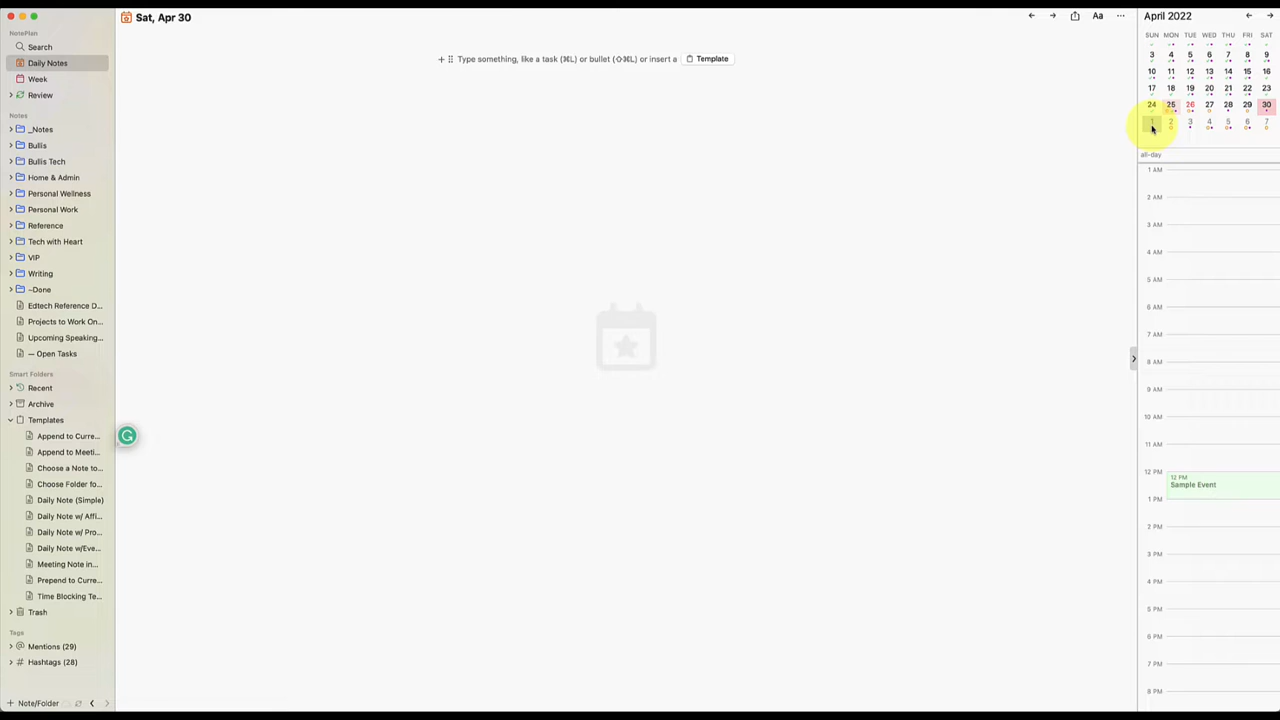 NotePlan
Search
Daily Notes
Week
Review
Notes
_Notes
Bullis
Bullis Tech
Home & Admin
Personal Wellness
Personal Work
Reference
Tech with Heart
VIP
Writing
~Done
Edtech Reference D...
Projects to Work On...
Upcoming Speaking...
— Open Tasks
Smart Folders
Recent
Archive
Templates
Append to Curre...
Append to Meeti...
Choose a Note to...
Choose Folder fo...
Daily Note (Simple)
Daily Note w/ Affi...
Daily Note w/ Pro...
Daily Note w/Eve...
Meeting Note in...
Prepend to Curre...
Time Blocking Te...
Trash
Tags
Mentions (29)
Hashtags (28)
+ Note/Folder
Sat, Apr 30
Aa
+ Type something, like a task (⌘L) or bullet (⇧⌘L) or insert a Template
April 2022
SUN MON TUE WED THU FRI SAT
3 4 5 6 7 8 9
10 11 12 13 14 15 16
17 18 19 20 21 22 23
24 25 26 27 28 29 30
1 2 3 4 5 6 7
all-day
1 AM
2 AM
3 AM
4 AM
5 AM
6 AM
7 AM
8 AM
9 AM
10 AM
11 AM
12 PM
12 PM
Sample Event
1 PM
2 PM
3 PM
4 PM
5 PM
6 PM
7 PM
8 PM